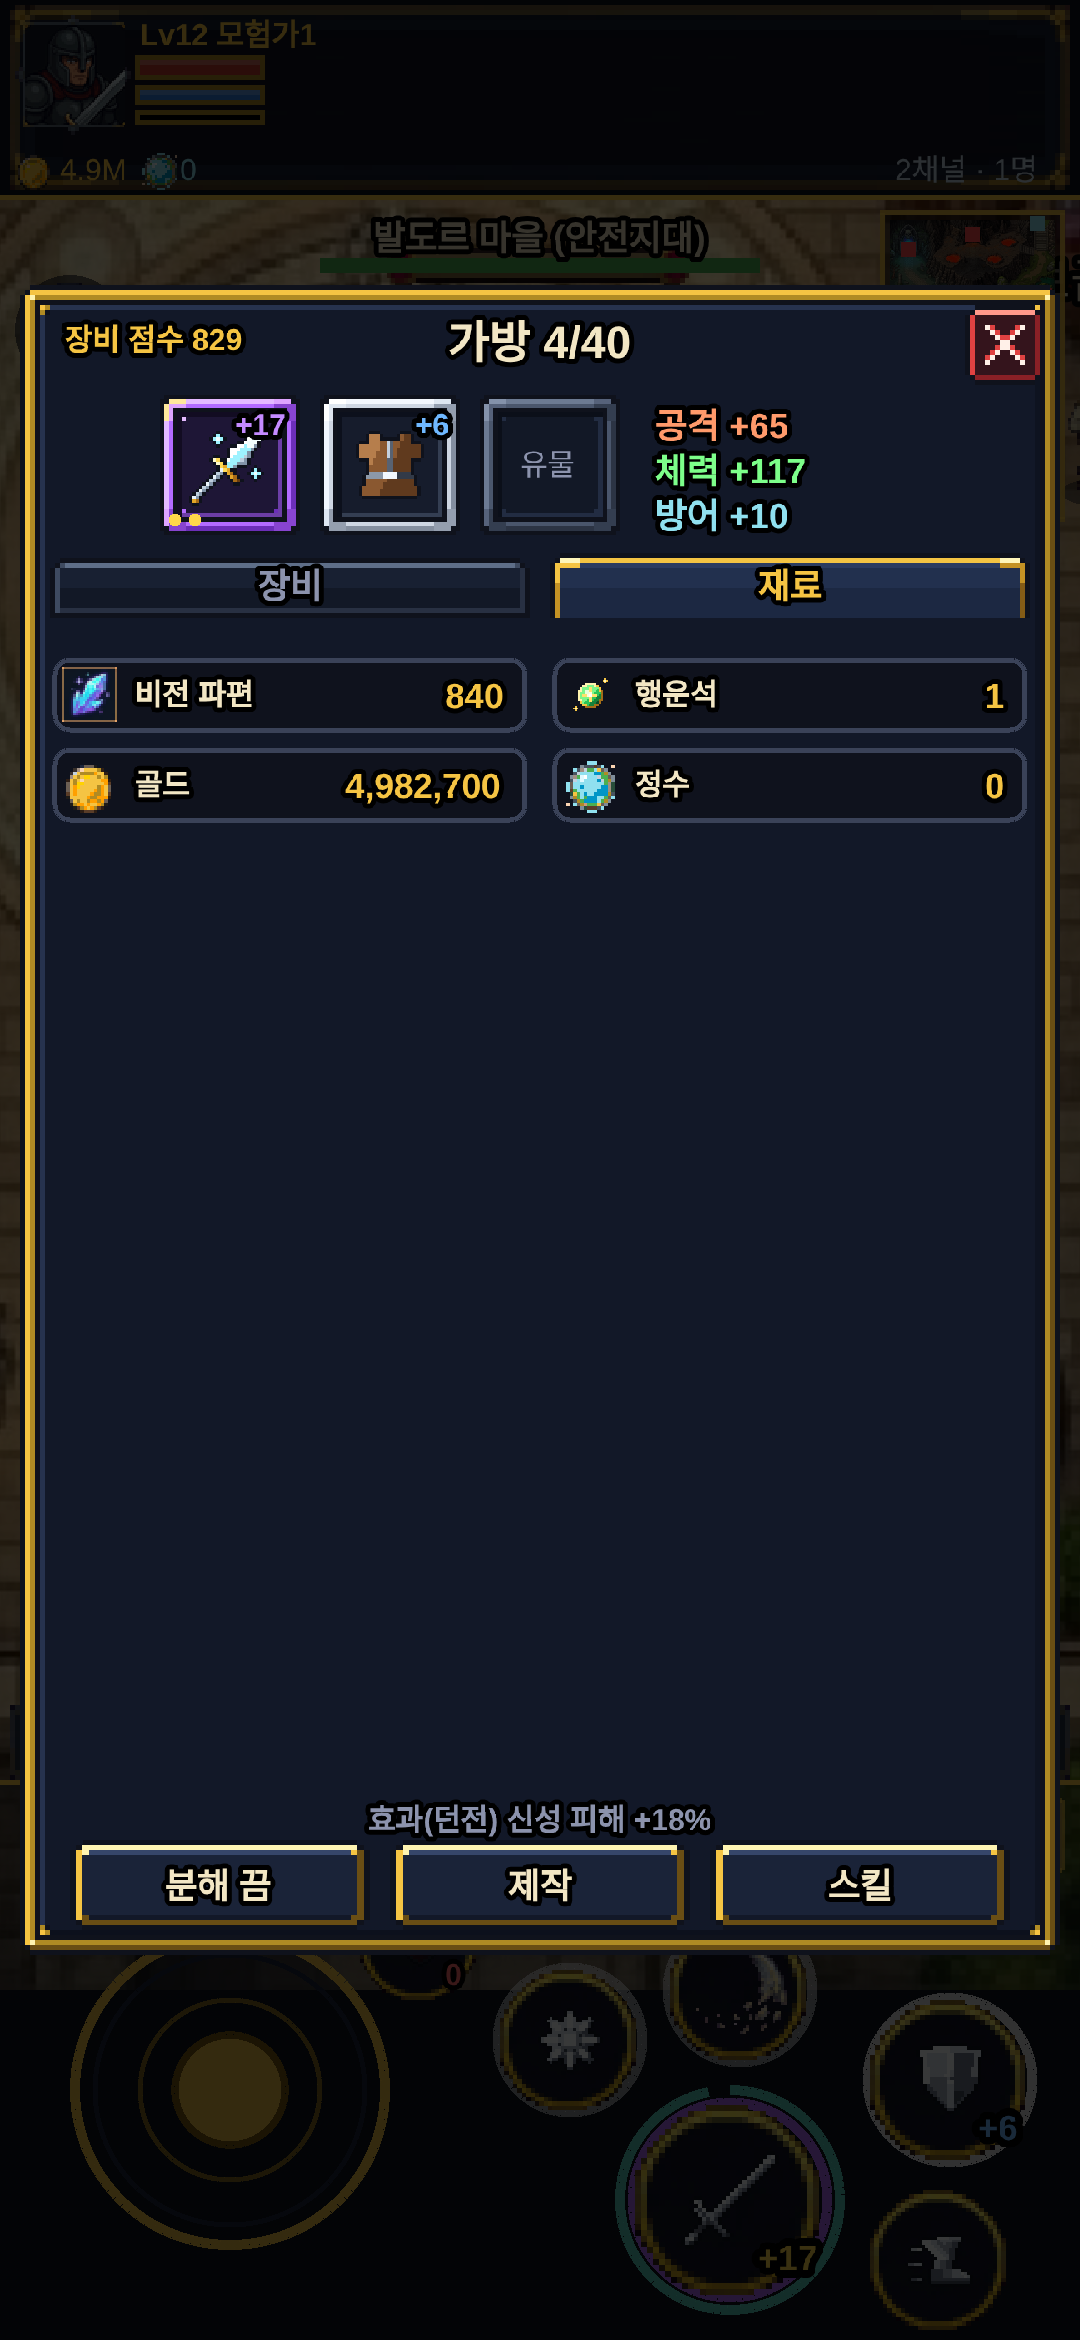 Lv12 모험가1
4.9M 0
2채널 · 1명
발도르 마을 (안전지대)
장비 점수 829
가방 4/40
+17
+6
유물
공격 +65
체력 +117
방어 +10
장비
재료
비전 파편 840
행운석 1
골드 4,982,700
정수 0
효과(던전) 신성 피해 +18%
분해 끔
제작
스킬
0
+6
+17